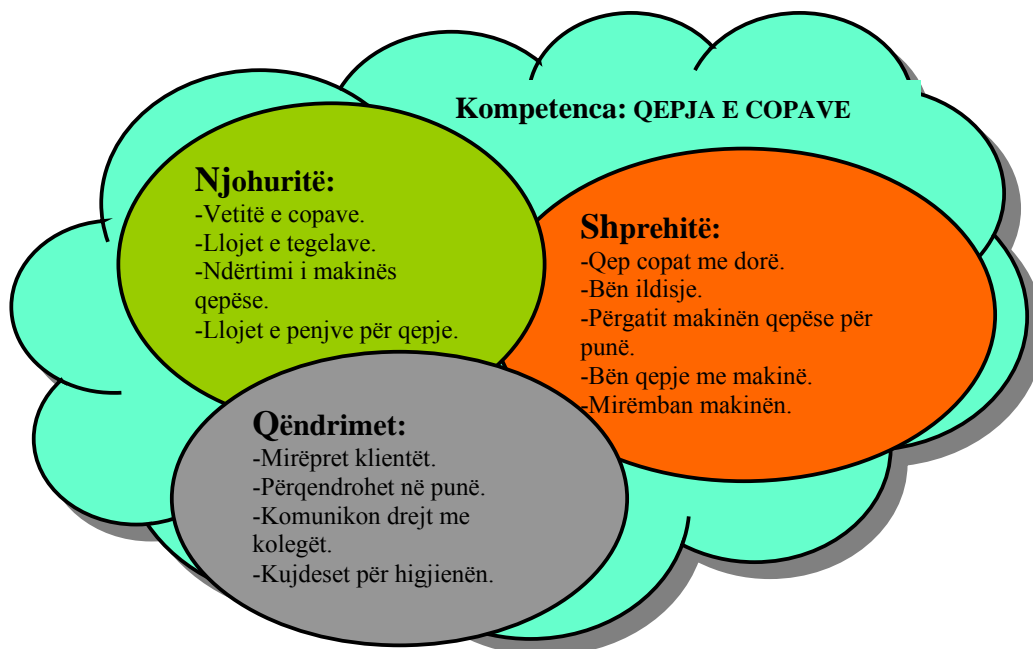 Kompetenca: QEPJA E COPAVE
Njohuritë:
-Vetitë e copave.
-Llojet e tegelave.
-Ndërtimi i makinës
qepëse.
-Llojet e penjve për qepje.
Shprehitë:
-Qep copat me dorë.
-Bën ildisje.
-Përgatit makinën qepëse për
punë.
-Bën qepje me makinë.
-Mirëmban makinën.
Qëndrimet:
-Mirëpret klientët.
-Përqendrohet në punë.
-Komunikon drejt me
kolegët.
-Kujdeset për higjienën.